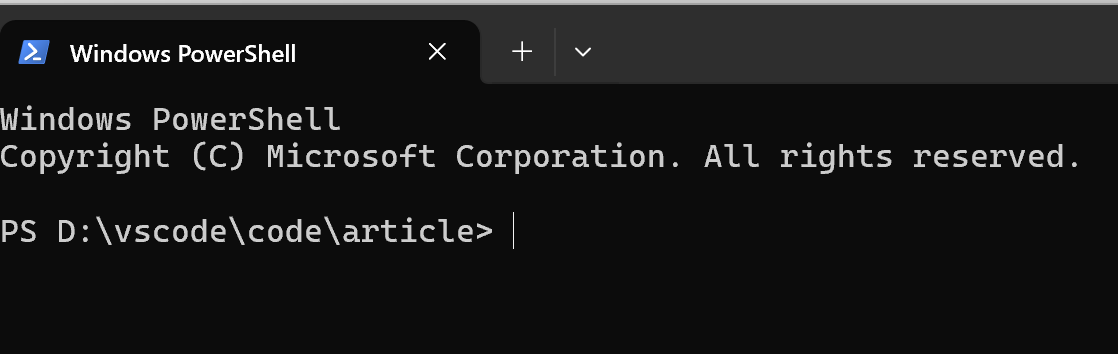 Windows PowerShell
Windows PowerShell
Copyright (C) Microsoft Corporation. All rights reserved.
PS D:\vscode\code\article>